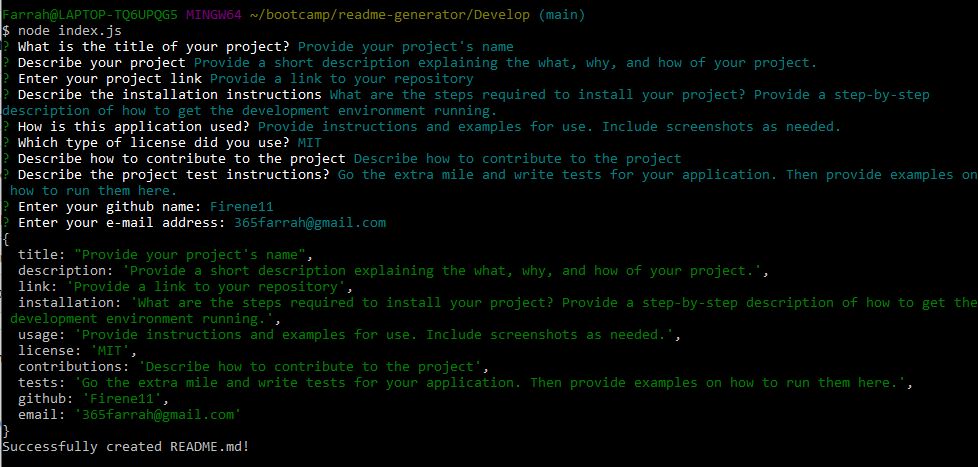 Farrah@LAPTOP-TQ6UPQG5 MINGW64 ~/bootcamp/readme-generator/Develop (main)
$ node index.js
? What is the title of your project? Provide your project's name
? Describe your project Provide a short description explaining the what, why, and how of your project.
? Enter your project link Provide a link to your repository
? Describe the installation instructions What are the steps required to install your project? Provide a step-by-step
description of how to get the development environment running.
? How is this application used? Provide instructions and examples for use. Include screenshots as needed.
? Which type of license did you use? MIT
? Describe how to contribute to the project Describe how to contribute to the project
? Describe the project test instructions? Go the extra mile and write tests for your application. Then provide examples on
how to run them here.
? Enter your github name: Firene11
? Enter your e-mail address: 365farrah@gmail.com
{
title: "Provide your project's name",
description: 'Provide a short description explaining the what, why, and how of your project.',
link: 'Provide a link to your repository',
installation: 'What are the steps required to install your project? Provide a step-by-step description of how to get the
development environment running.',
usage: 'Provide instructions and examples for use. Include screenshots as needed.',
license: 'MIT',
contributions: 'Describe how to contribute to the project',
tests: 'Go the extra mile and write tests for your application. Then provide examples on how to run them here.',
github: 'Firene11',
email: '365farrah@gmail.com'
}
Successfully created README.md!